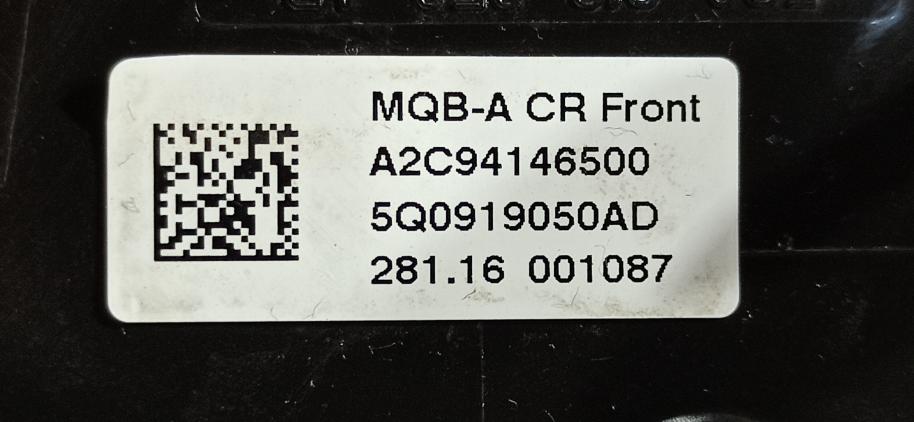 MQB-A CR Front
A2C94146500
5Q0919050AD
281.16 001087